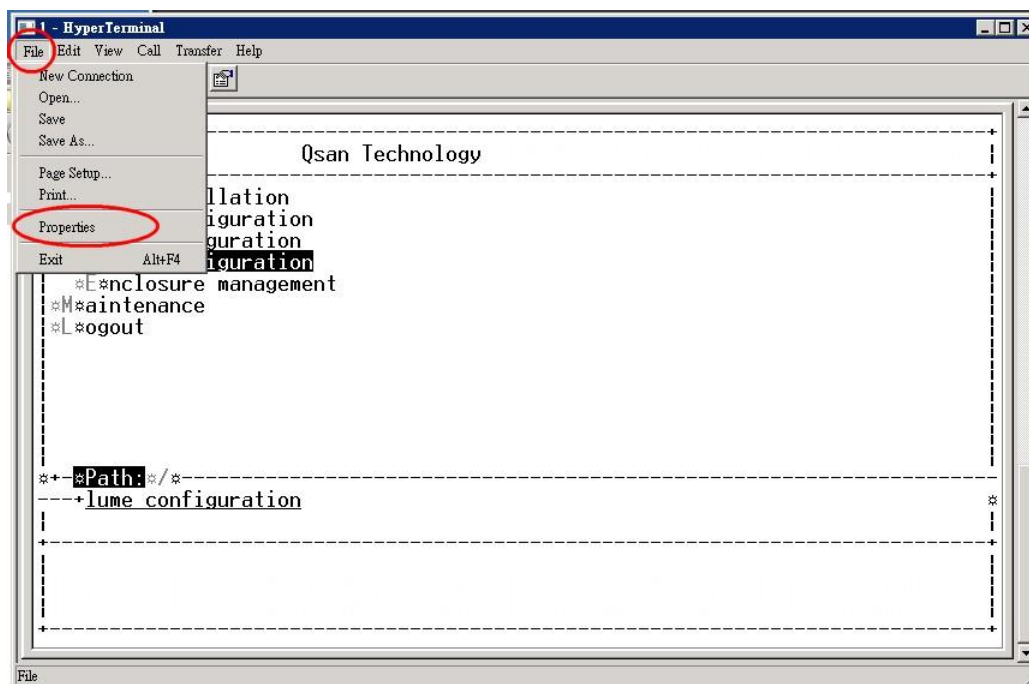 1 - HyperTerminal
File Edit View Call Transfer Help
New Connection
Open...
Save
Save As...
Page Setup...
Print...
Properties
Exit Alt+F4
Qsan Technology
llation
iguration
guration
iguration
¤E¤nclosure management
¤M¤aintenance
¤L¤ogout
¤+-¤Path:¤/¤
---+lume configuration ¤
File